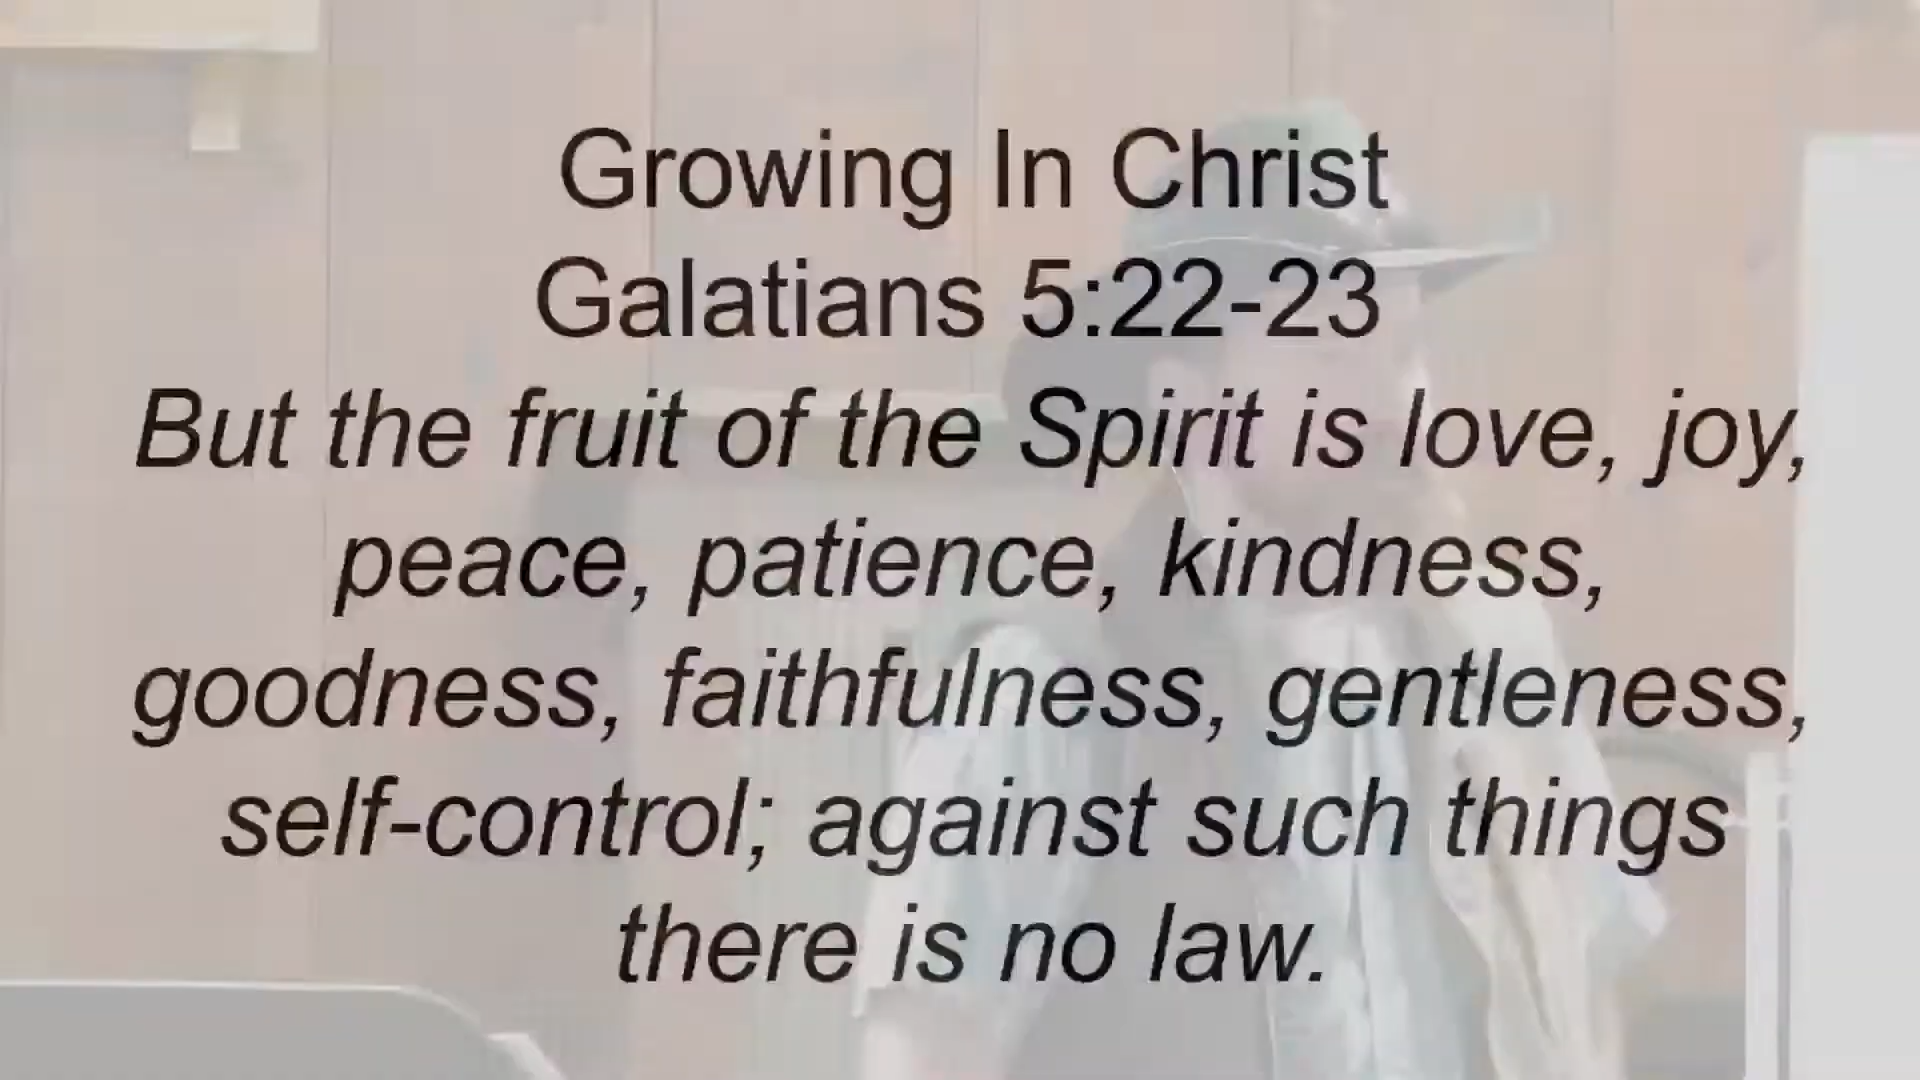 Growing In Christ
Galatians 5:22-23
But the fruit of the Spirit is love, joy,
peace, patience, kindness,
goodness, faithfulness, gentleness,
self-control; against such things
there is no law.